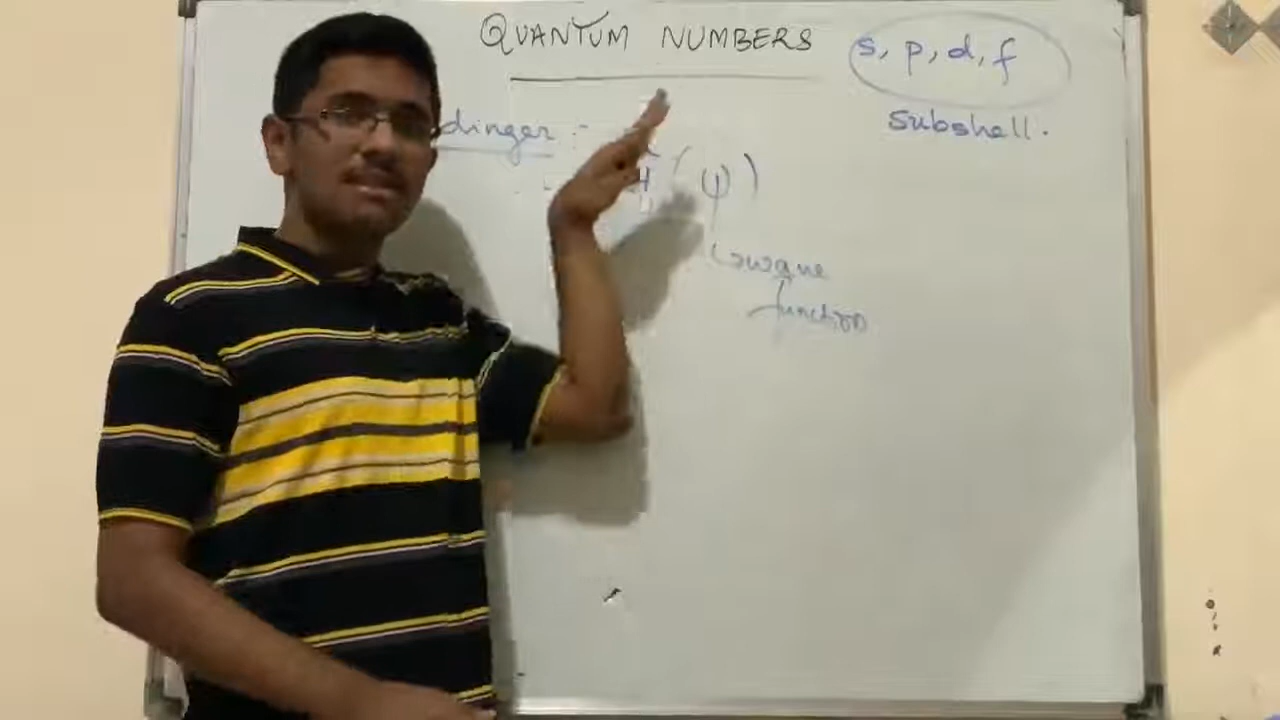 QUANTUM NUMBERS
s, p, d, f
subshell.
dinger :-
H (ψ)
↳ wave
function